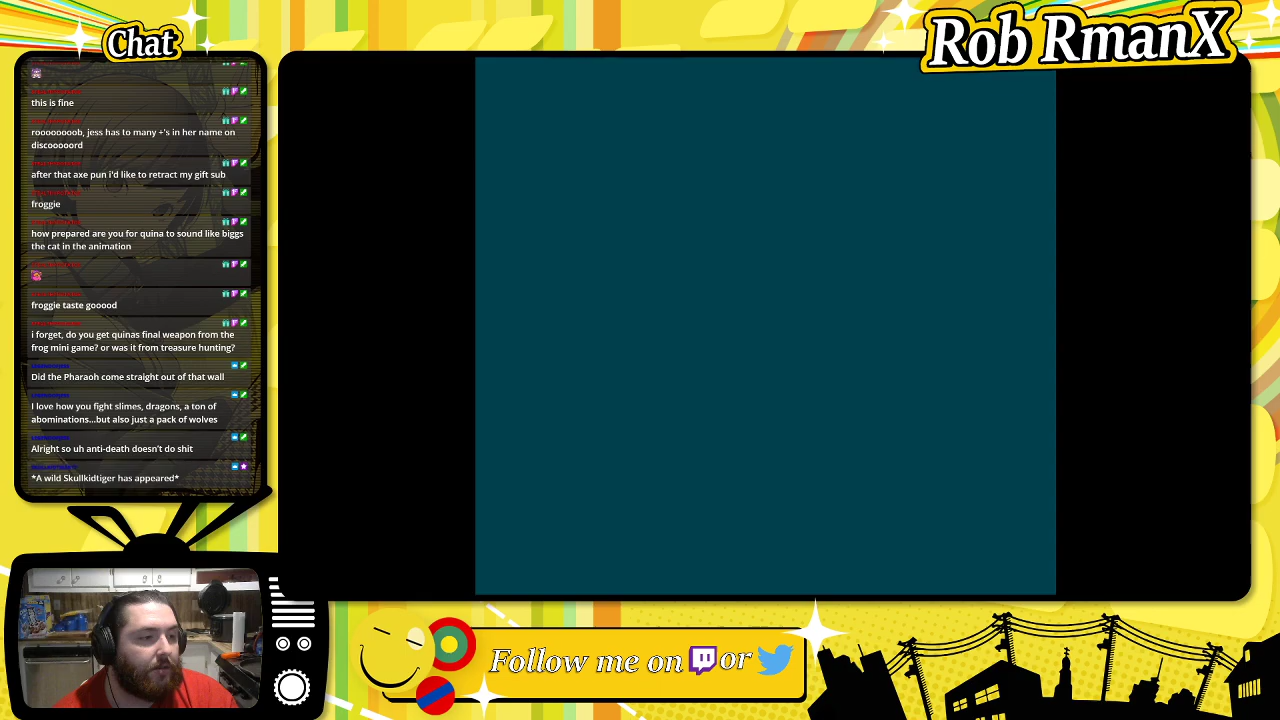 Chat
Rob RmanX
this is fine
roooooooob, jess has to many +'s in her name on
discooooord
after that axe pun i'd like to retract my gift sub
froggie
how prepared are you for quina to sound like biggs
the cat in the animation
froggie taste gooood
i forget, do you get quinas final weapon from the
frog mini game? or was it from treasure hunting?
Did the Pharaoh come straight out of that wall
I love how you fight slimes, dragons, a ton of
abominations...but also just a pack of wolves
Alright so uh anti-death doesn't do shit
*A wild Skullkidtiger has appeared*
Follow me on or